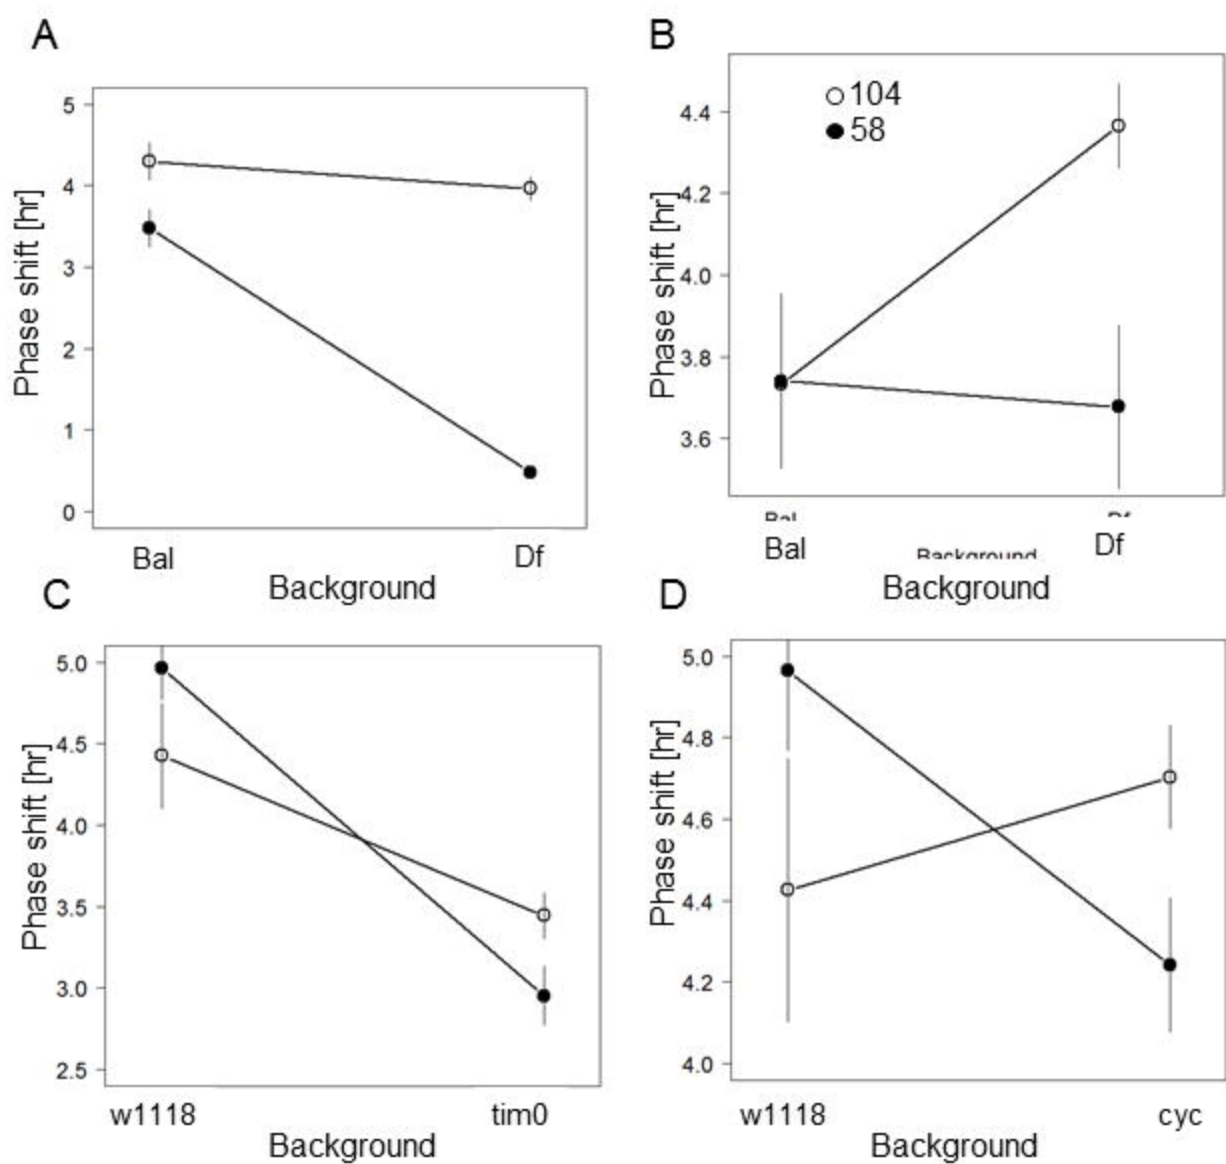 A
Phase shift [hr]
5
4
3
2
1
0
Bal
Df
Background
B
104
58
Phase shift [hr]
4.4
4.2
4.0
3.8
3.6
Bal
Df
Background
Bal
Df
Background
C
Phase shift [hr]
5.0
4.5
4.0
3.5
3.0
2.5
w1118
tim0
Background
D
Phase shift [hr]
5.0
4.8
4.6
4.4
4.2
4.0
w1118
cyc
Background